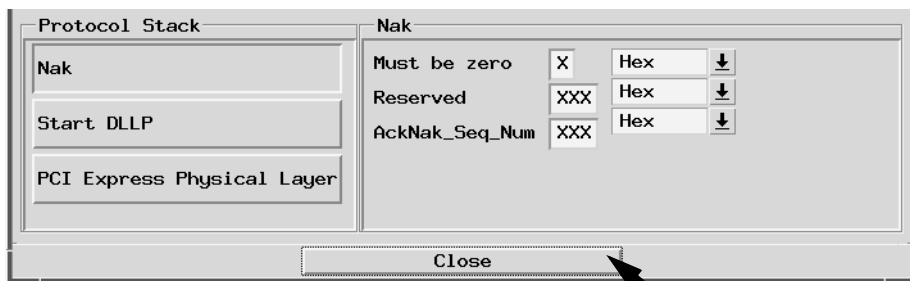 Protocol Stack
Nak
Start DLLP
PCI Express Physical Layer
Nak
Must be zero X Hex
Reserved XXX Hex
AckNak_Seq_Num XXX Hex
Close